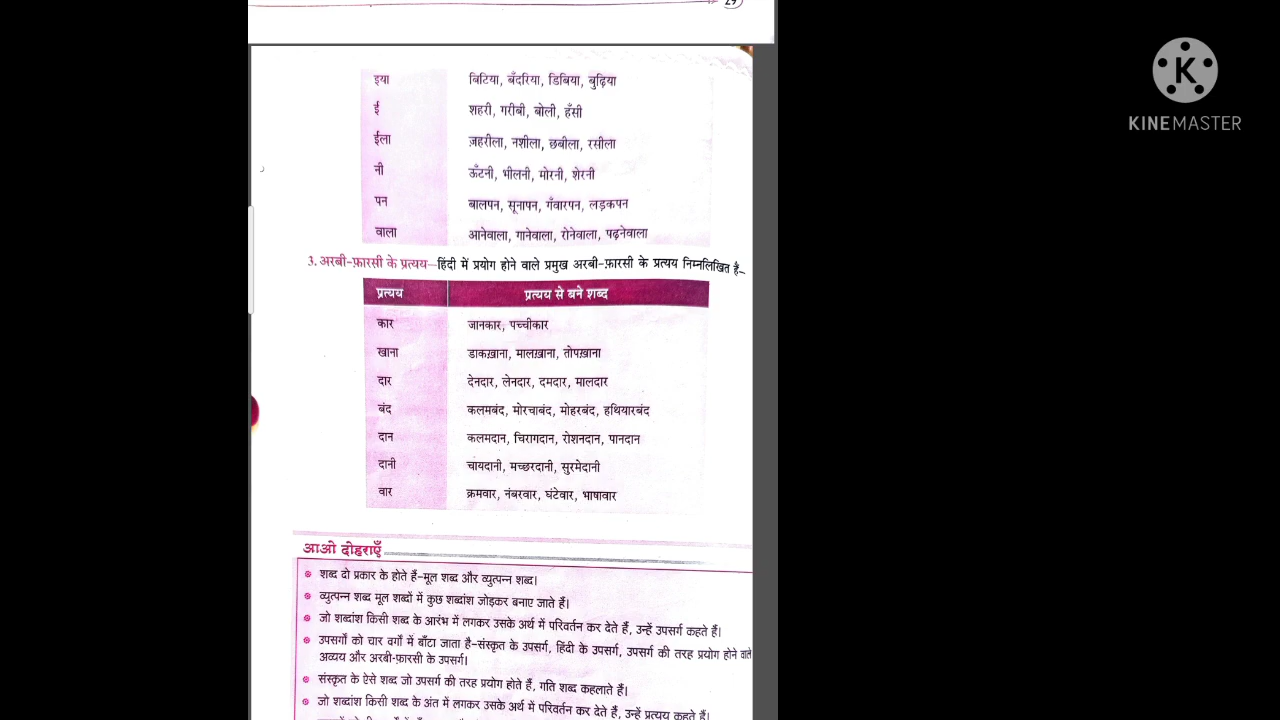 29
इया बिटिया, बँदरिया, डिबिया, बुढ़िया
ई शहरी, गरीबी, बोली, हँसी
ईला ज़हरीला, नशीला, छबीला, रसीला
नी ऊँटनी, भीलनी, मोरनी, शेरनी
पन बालपन, सूनापन, गँवारपन, लड़कपन
वाला आनेवाला, गानेवाला, रोनेवाला, पढ़नेवाला
3. अरबी-फ़ारसी के प्रत्यय—हिंदी में प्रयोग होने वाले प्रमुख अरबी-फ़ारसी के प्रत्यय निम्नलिखित हैं—
प्रत्यय प्रत्यय से बने शब्द
कार जानकार, पच्चीकार
खाना डाकख़ाना, मालख़ाना, तोपख़ाना
दार देनदार, लेनदार, दमदार, मालदार
बंद कलमबंद, मोरचाबंद, मोहरबंद, हथियारबंद
दान कलमदान, चिरागदान, रोशनदान, पानदान
दानी चायदानी, मच्छरदानी, सुरमेदानी
वार क्रमवार, नंबरवार, घंटेवार, भाषावार
आओ दोहराएँ
शब्द दो प्रकार के होते हैं–मूल शब्द और व्युत्पन्न शब्द।
व्युत्पन्न शब्द मूल शब्दों में कुछ शब्दांश जोड़कर बनाए जाते हैं।
जो शब्दांश किसी शब्द के आरंभ में लगकर उसके अर्थ में परिवर्तन कर देते हैं, उन्हें उपसर्ग कहते हैं।
उपसर्गों को चार वर्गों में बाँटा जाता है–संस्कृत के उपसर्ग, हिंदी के उपसर्ग, उपसर्ग की तरह प्रयोग होने वाले
अव्यय और अरबी-फ़ारसी के उपसर्ग।
संस्कृत के ऐसे शब्द जो उपसर्ग की तरह प्रयोग होते हैं, गति शब्द कहलाते हैं।
जो शब्दांश किसी शब्द के अंत में लगकर उसके अर्थ में परिवर्तन कर देते हैं, उन्हें प्रत्यय कहते हैं।
K
KINEMASTER